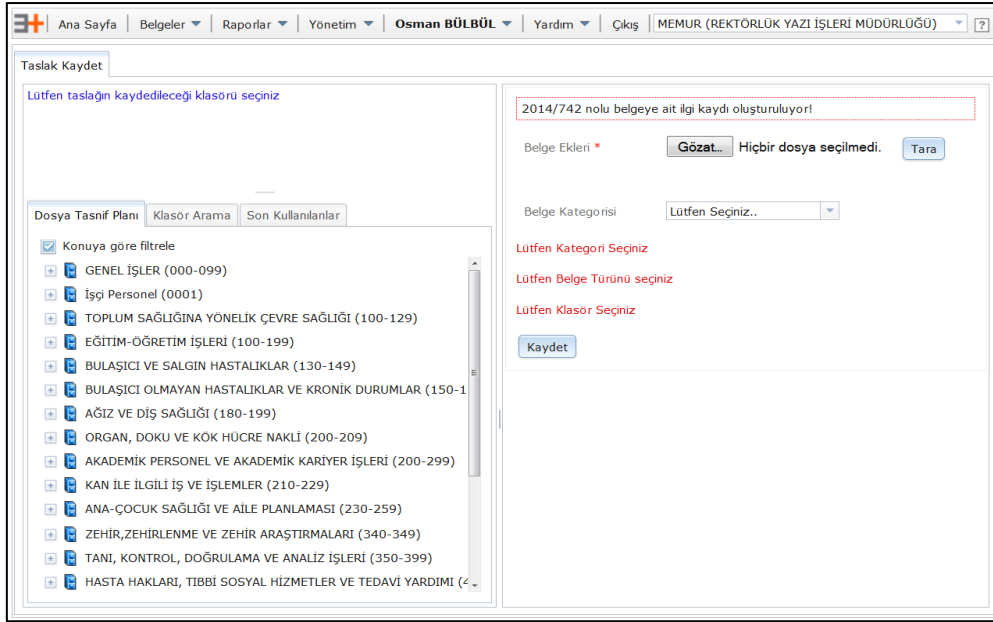 Ana Sayfa Belgeler Raporlar Yönetim Osman BÜLBÜL Yardım Çıkış MEMUR (REKTÖRLÜK YAZI İŞLERİ MÜDÜRLÜĞÜ) ?
Taslak Kaydet
Lütfen taslağın kaydedileceği klasörü seçiniz
Dosya Tasnif Planı Klasör Arama Son Kullanılanlar
Konuya göre filtrele
GENEL İŞLER (000-099)
İşçi Personel (0001)
TOPLUM SAĞLIĞINA YÖNELİK ÇEVRE SAĞLIĞI (100-129)
EĞİTİM-ÖĞRETİM İŞLERİ (100-199)
BULAŞICI VE SALGIN HASTALIKLAR (130-149)
BULAŞICI OLMAYAN HASTALIKLAR VE KRONİK DURUMLAR (150-1
AĞIZ VE DİŞ SAĞLIĞI (180-199)
ORGAN, DOKU VE KÖK HÜCRE NAKLİ (200-209)
AKADEMİK PERSONEL VE AKADEMİK KARİYER İŞLERİ (200-299)
KAN İLE İLGİLİ İŞ VE İŞLEMLER (210-229)
ANA-ÇOCUK SAĞLIĞI VE AİLE PLANLAMASI (230-259)
ZEHİR,ZEHİRLENME VE ZEHİR ARAŞTIRMALARI (340-349)
TANI, KONTROL, DOĞRULAMA VE ANALİZ İŞLERİ (350-399)
HASTA HAKLARI, TIBBİ SOSYAL HİZMETLER VE TEDAVİ YARDIMI (4
2014/742 nolu belgeye ait ilgi kaydı oluşturuluyor!
Belge Ekleri * Gözat... Hiçbir dosya seçilmedi. Tara
Belge Kategorisi Lütfen Seçiniz..
Lütfen Kategori Seçiniz
Lütfen Belge Türünü seçiniz
Lütfen Klasör Seçiniz
Kaydet